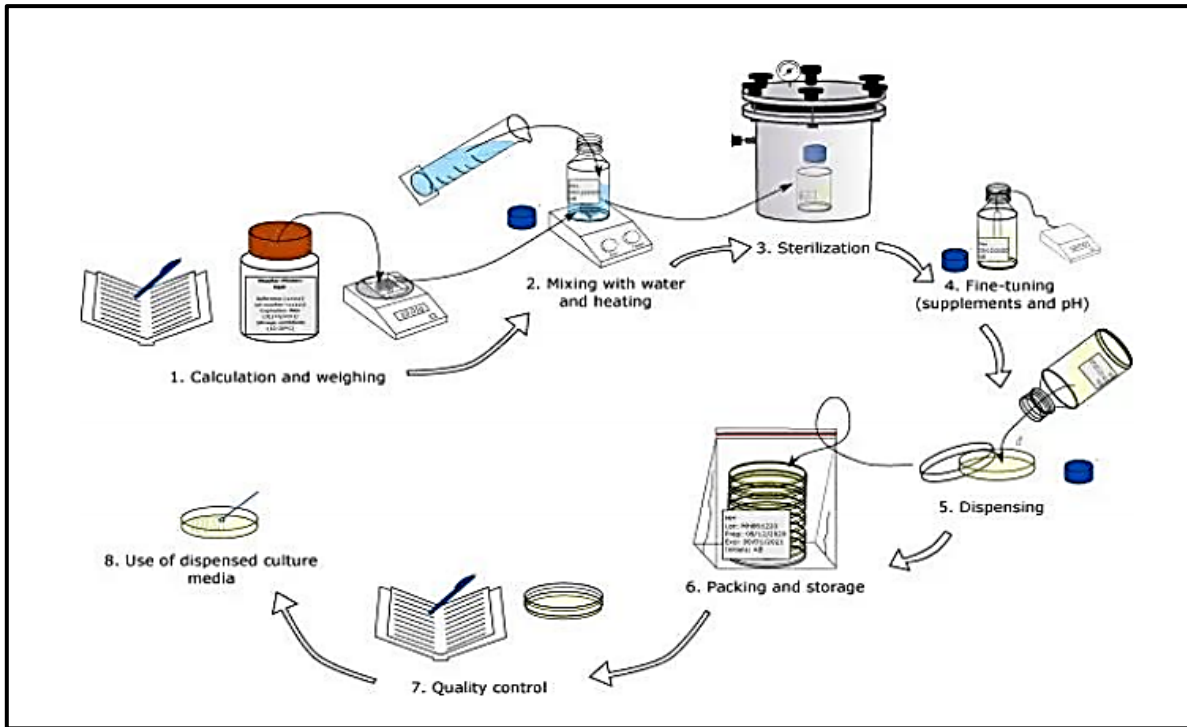 1. Calculation and weighing
2. Mixing with water
and heating
3. Sterilization
4. Fine-tuning
(supplements and pH)
5. Dispensing
6. Packing and storage
7. Quality control
8. Use of dispensed culture
media